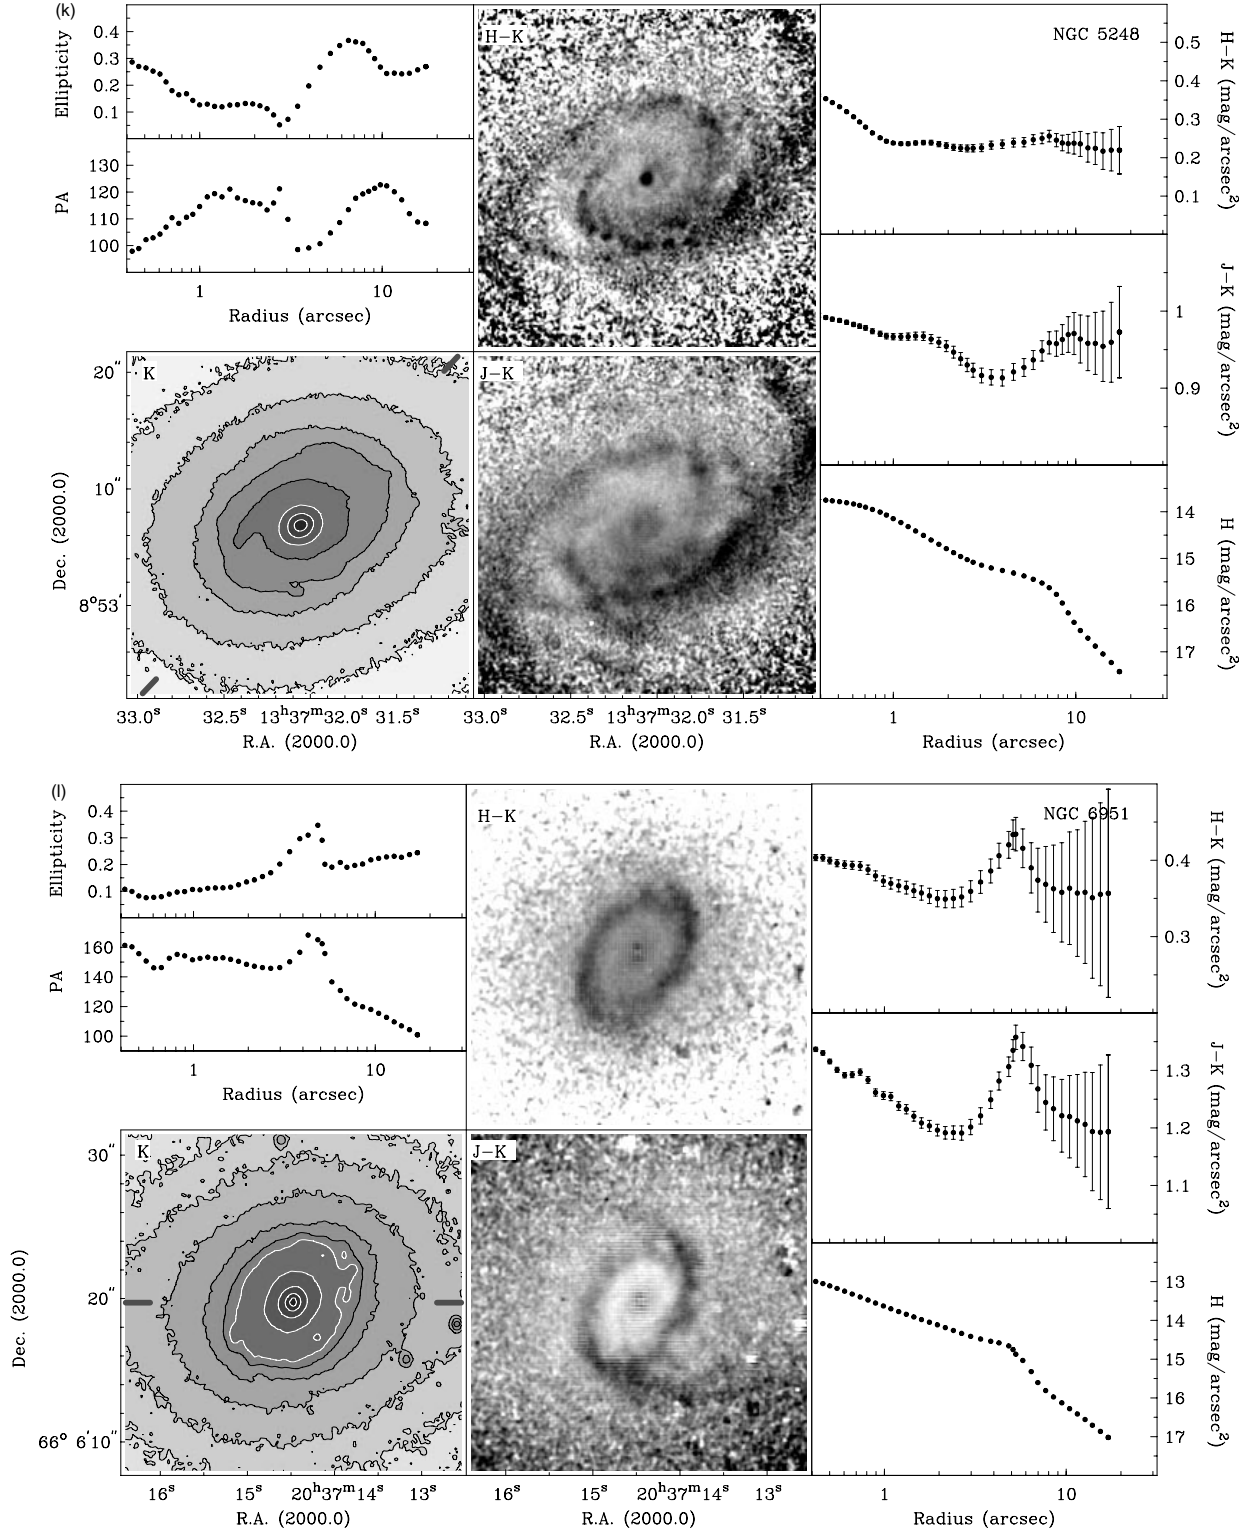 (k)
Ellipticity
0.4
0.3
0.2
0.1
PA
130
120
110
100
1 10
Radius (arcsec)
H-K
NGC 5248
0.5
0.4
0.3
0.2
0.1
H-K (mag/arcsec²)
K
20"
10"
8°53'
Dec. (2000.0)
33.0ˢ 32.5ˢ 13ʰ37ᵐ32.0ˢ 31.5ˢ
R.A. (2000.0)
J-K
33.0ˢ 32.5ˢ 13ʰ37ᵐ32.0ˢ 31.5ˢ
R.A. (2000.0)
1
0.9
J-K (mag/arcsec²)
14
15
16
17
H (mag/arcsec²)
1 10
Radius (arcsec)
(l)
Ellipticity
0.4
0.3
0.2
0.1
PA
160
140
120
100
1 10
Radius (arcsec)
H-K
NGC 6951
0.4
0.3
H-K (mag/arcsec²)
K
30"
20"
66° 6'10"
Dec. (2000.0)
16ˢ 15ˢ 20ʰ37ᵐ14ˢ 13ˢ
R.A. (2000.0)
J-K
16ˢ 15ˢ 20ʰ37ᵐ14ˢ 13ˢ
R.A. (2000.0)
1.3
1.2
1.1
J-K (mag/arcsec²)
13
14
15
16
17
H (mag/arcsec²)
1 10
Radius (arcsec)